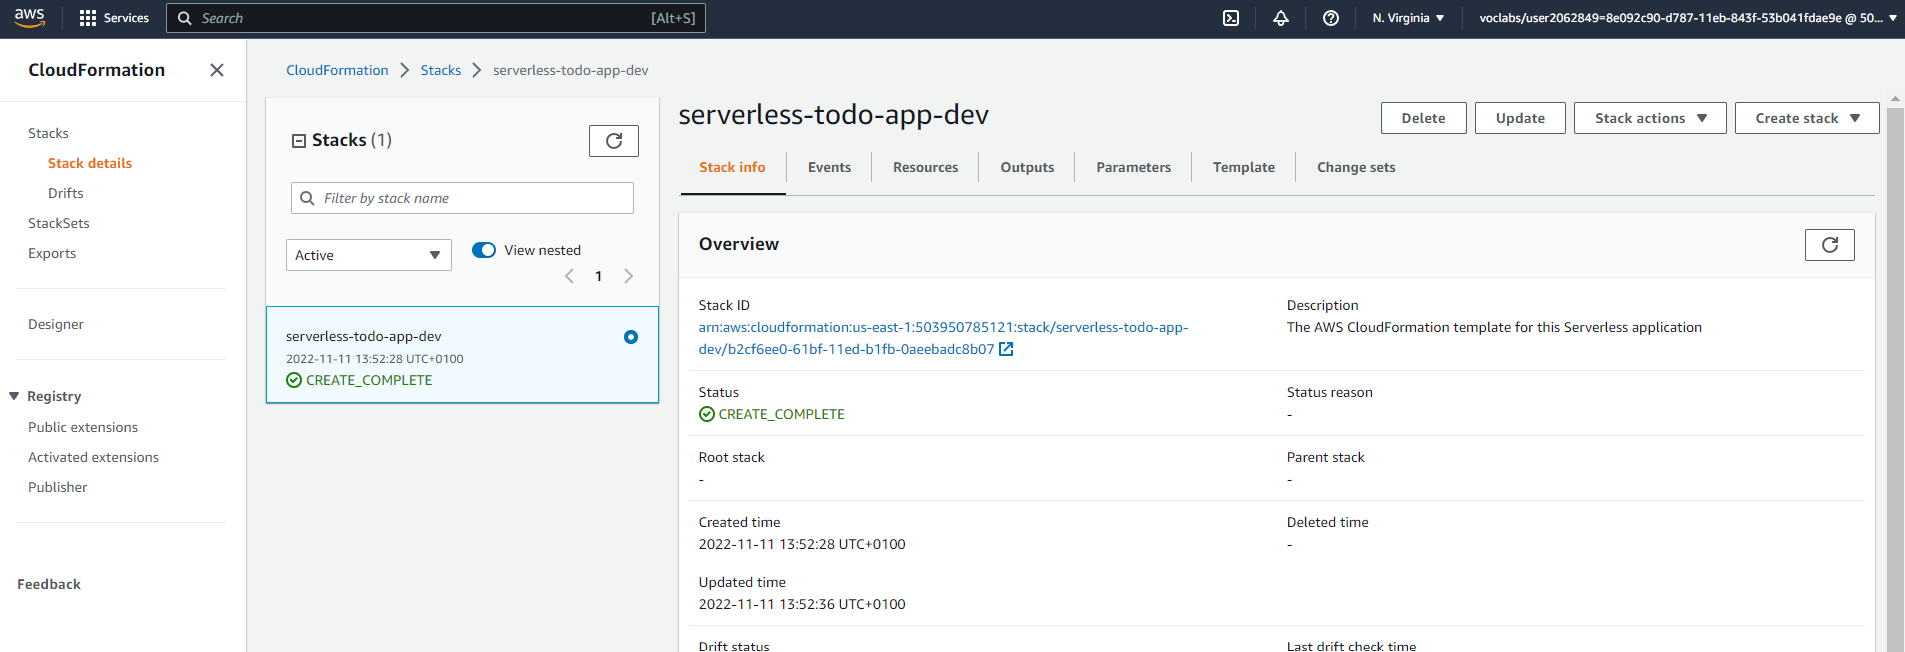 aws
Services
Search
[Alt+S]
N. Virginia
voclabs/user2062849=8e092c90-d787-11eb-843f-53b041fdae9e @ 50...
CloudFormation
Stacks
Stack details
Drifts
StackSets
Exports
Designer
Registry
Public extensions
Activated extensions
Publisher
Feedback
CloudFormation
Stacks
serverless-todo-app-dev
Stacks (1)
Filter by stack name
Active
View nested
1
serverless-todo-app-dev
2022-11-11 13:52:28 UTC+0100
CREATE_COMPLETE
serverless-todo-app-dev
Delete
Update
Stack actions
Create stack
Stack info
Events
Resources
Outputs
Parameters
Template
Change sets
Overview
Stack ID
arn:aws:cloudformation:us-east-1:503950785121:stack/serverless-todo-app-
dev/b2cf6ee0-61bf-11ed-b1fb-0aeebadc8b07
Description
The AWS CloudFormation template for this Serverless application
Status
CREATE_COMPLETE
Status reason
-
Root stack
-
Parent stack
-
Created time
2022-11-11 13:52:28 UTC+0100
Deleted time
-
Updated time
2022-11-11 13:52:36 UTC+0100
Drift status
Last drift check time